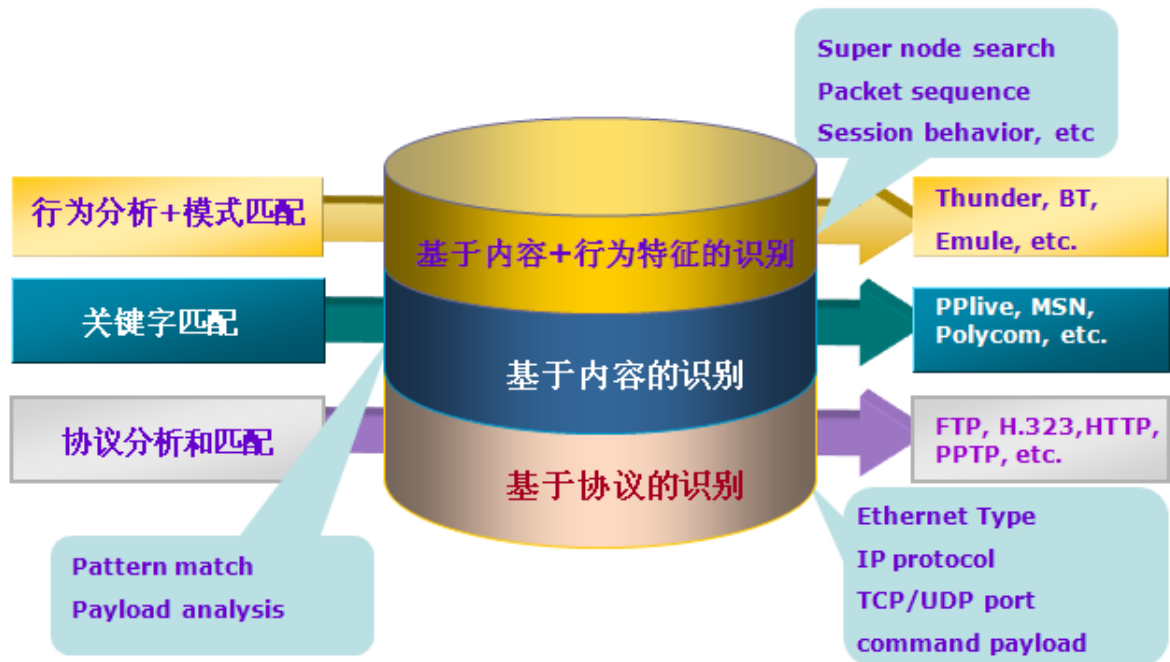 Super node search
Packet sequence
Session behavior, etc
行为分析+模式匹配
基于内容+行为特征的识别
Thunder, BT,
Emule, etc.
关键字匹配
基于内容的识别
PPlive, MSN,
Polycom, etc.
协议分析和匹配
基于协议的识别
FTP, H.323,HTTP,
PPTP, etc.
Pattern match
Payload analysis
Ethernet Type
IP protocol
TCP/UDP port
command payload